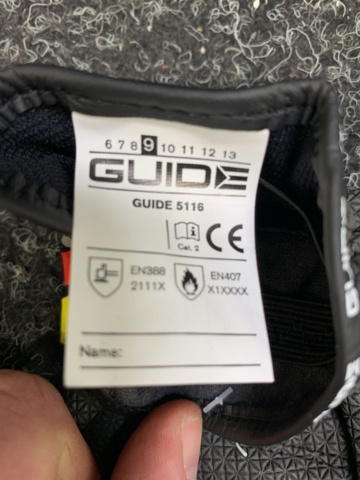 6 7 8 9 10 11 12 13
GUIDE
GUIDE 5116
Cat. 2 CE
EN388 EN407
2111X X1XXXX
Name:
GUIDE